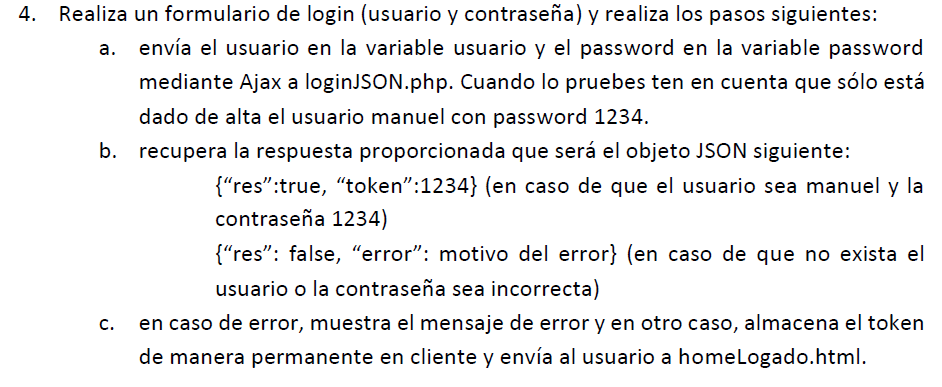 4. Realiza un formulario de login (usuario y contraseña) y realiza los pasos siguientes:
a. envía el usuario en la variable usuario y el password en la variable password
mediante Ajax a loginJSON.php. Cuando lo pruebes ten en cuenta que sólo está
dado de alta el usuario manuel con password 1234.
b. recupera la respuesta proporcionada que será el objeto JSON siguiente:
{“res”:true, “token”:1234} (en caso de que el usuario sea manuel y la
contraseña 1234)
{“res”: false, “error”: motivo del error} (en caso de que no exista el
usuario o la contraseña sea incorrecta)
c. en caso de error, muestra el mensaje de error y en otro caso, almacena el token
de manera permanente en cliente y envía al usuario a homeLogado.html.